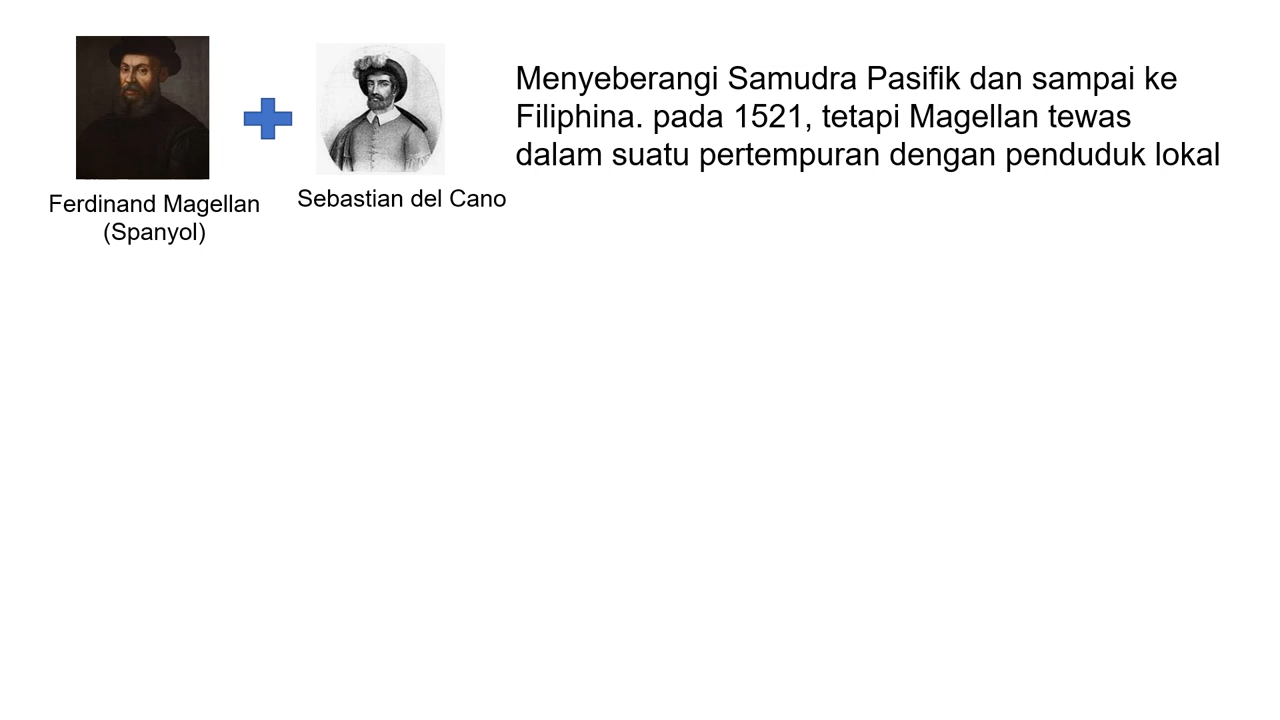 Menyeberangi Samudra Pasifik dan sampai ke
Filiphina. pada 1521, tetapi Magellan tewas
dalam suatu pertempuran dengan penduduk lokal
Ferdinand Magellan
(Spanyol)
Sebastian del Cano